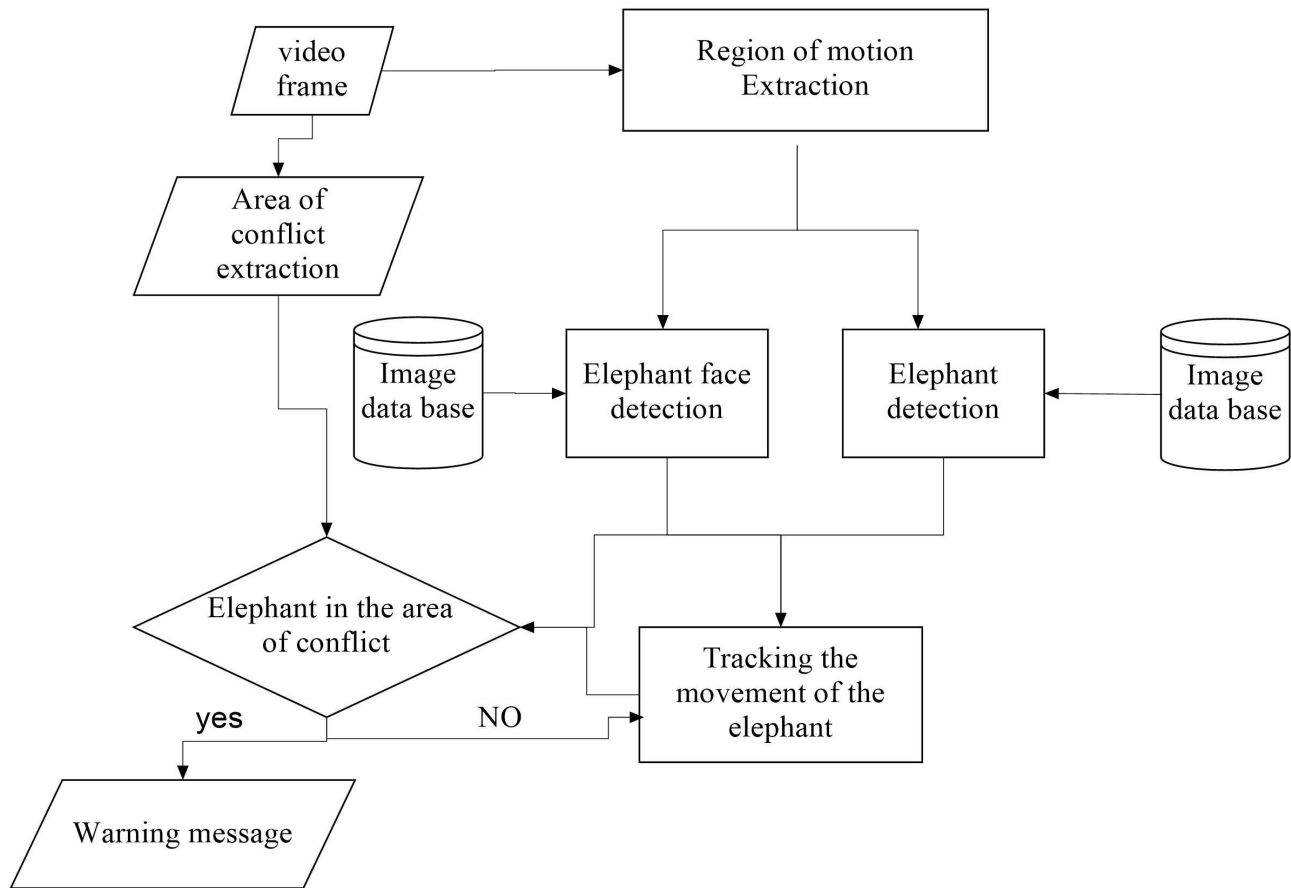 video
frame
Region of motion
Extraction
Area of
conflict
extraction
Image
data base
Elephant face
detection
Elephant
detection
Image
data base
Elephant in the area
of conflict
Tracking the
movement of the
elephant
yes
NO
Warning message